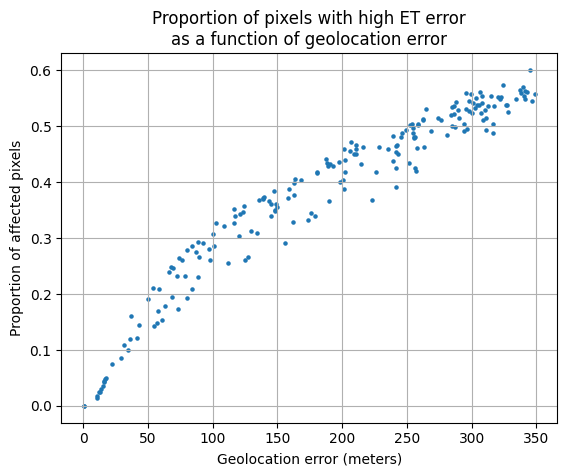 Proportion of pixels with high ET error
as a function of geolocation error
Proportion of affected pixels
0.6
0.5
0.4
0.3
0.2
0.1
0.0
0 50 100 150 200 250 300 350
Geolocation error (meters)